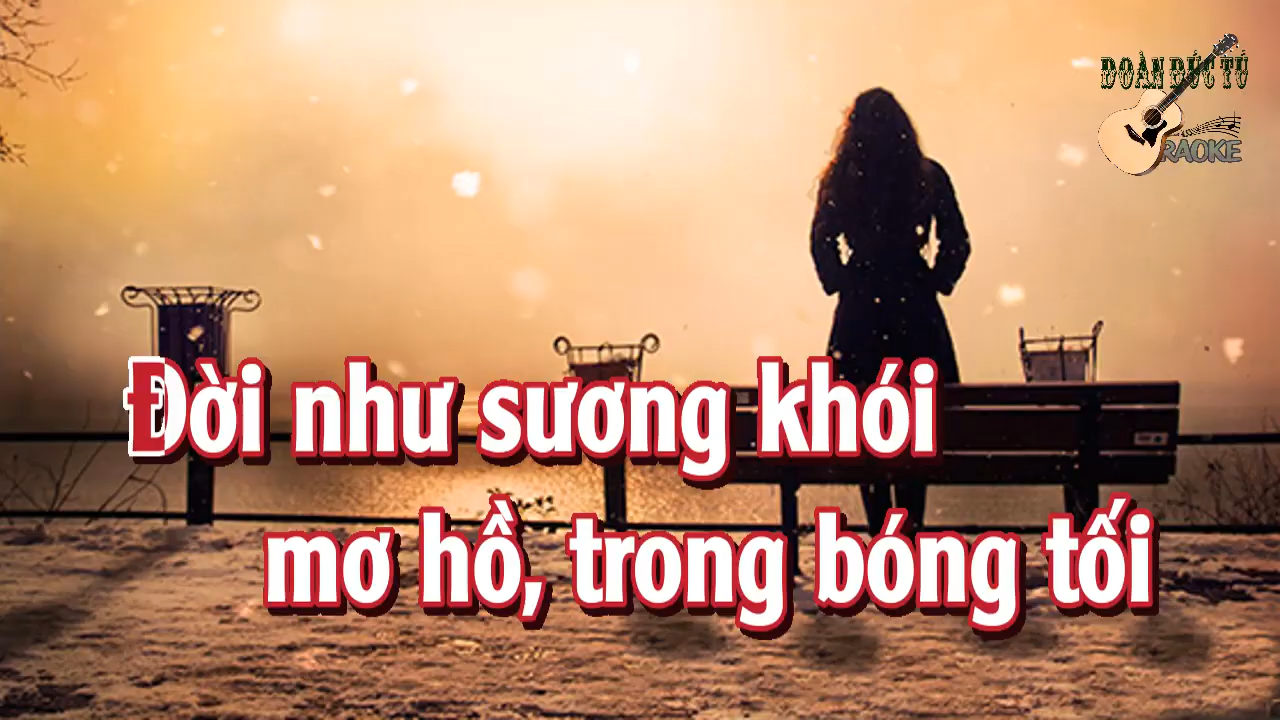 ĐOÀN ĐỨC TÚ
RAOKE
Đời như sương khói
mơ hồ, trong bóng tối